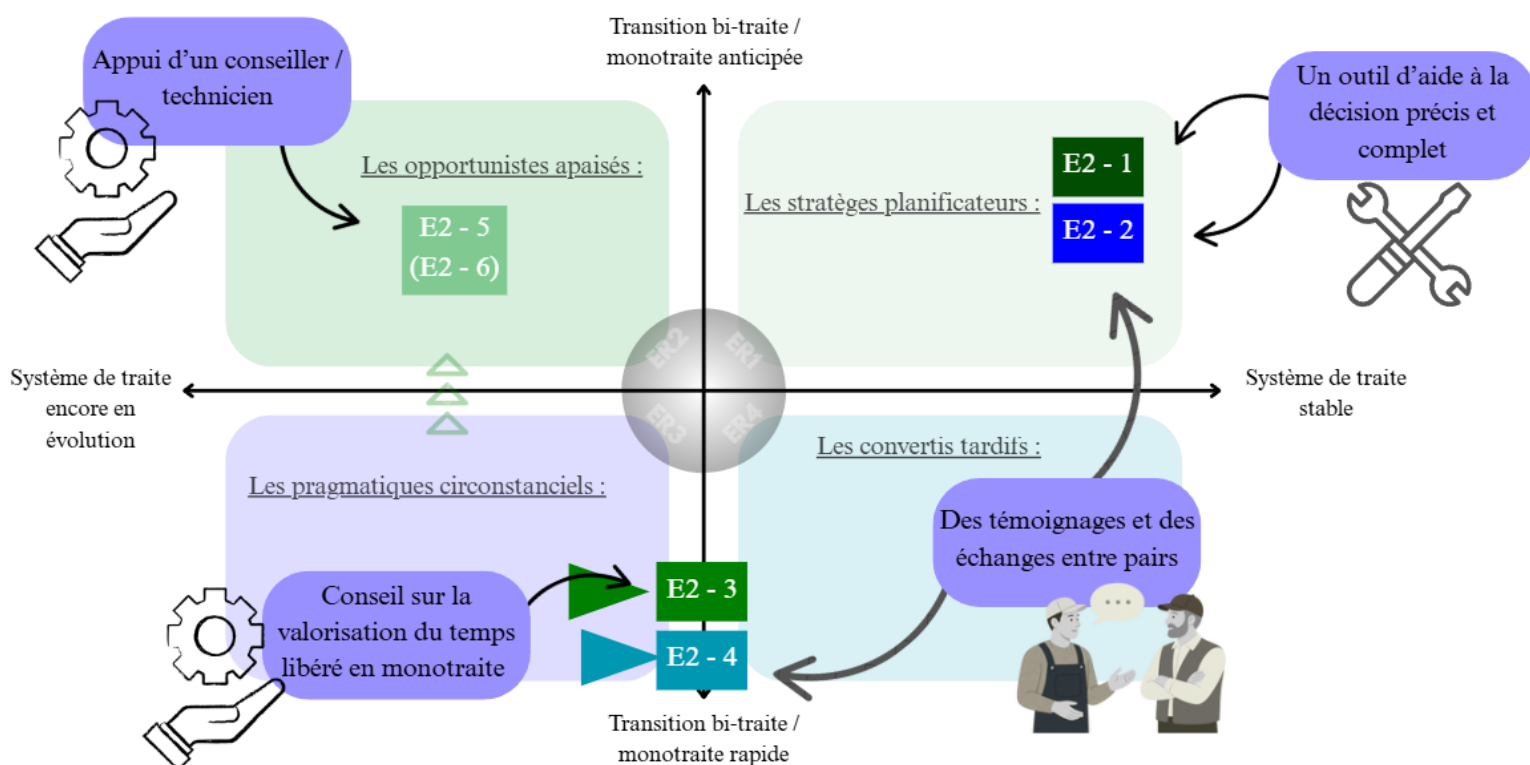 Transition bi-traite /
monotraite anticipée
Appui d’un conseiller /
technicien
Un outil d’aide à la
décision précis et
complet
Les opportunistes apaisés :
E2 - 5
(E2 - 6)
Les stratèges planificateurs :
E2 - 1
E2 - 2
ER2
ER1
ER3
ER4
Système de traite
encore en
évolution
Système de traite
stable
Les pragmatiques circonstanciels :
Les convertis tardifs :
Des témoignages et des
échanges entre pairs
Conseil sur la
valorisation du temps
libéré en monotraite
E2 - 3
E2 - 4
Transition bi-traite /
monotraite rapide